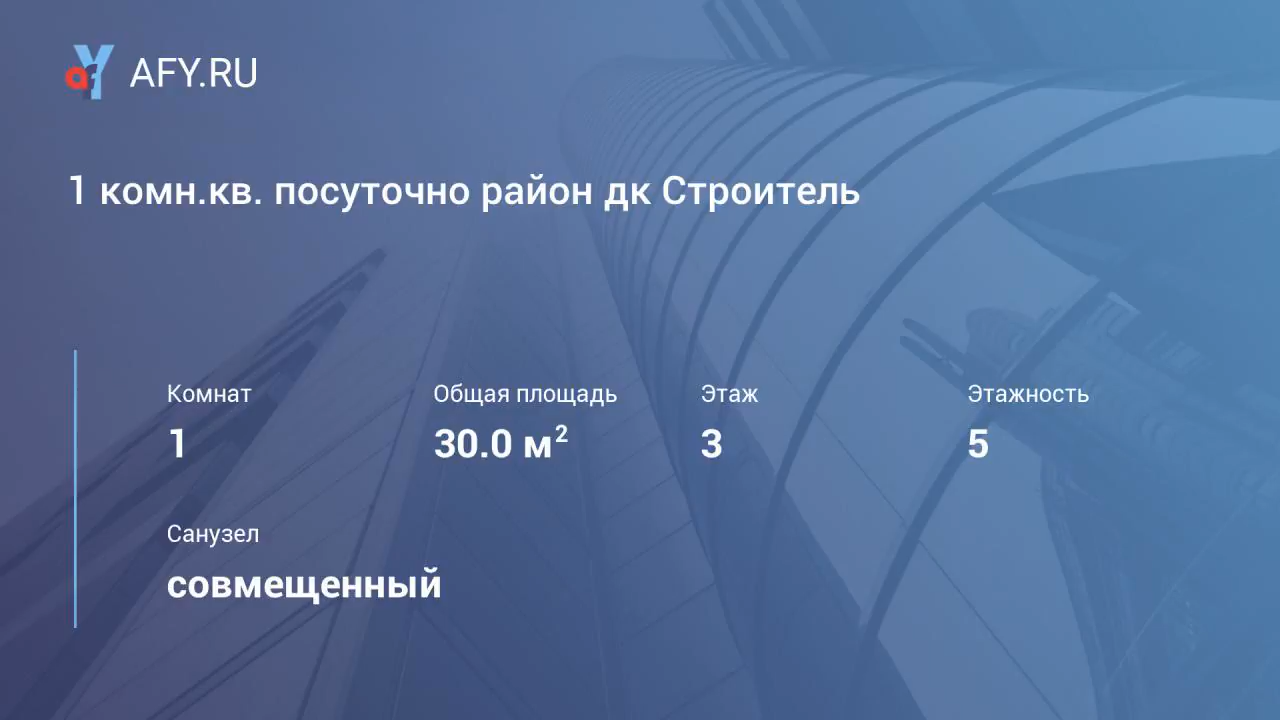 AFY.RU
1 комн.кв. посуточно район дк Строитель
Комнат
1
Общая площадь
30.0 м²
Этаж
3
Этажность
5
Санузел
совмещенный